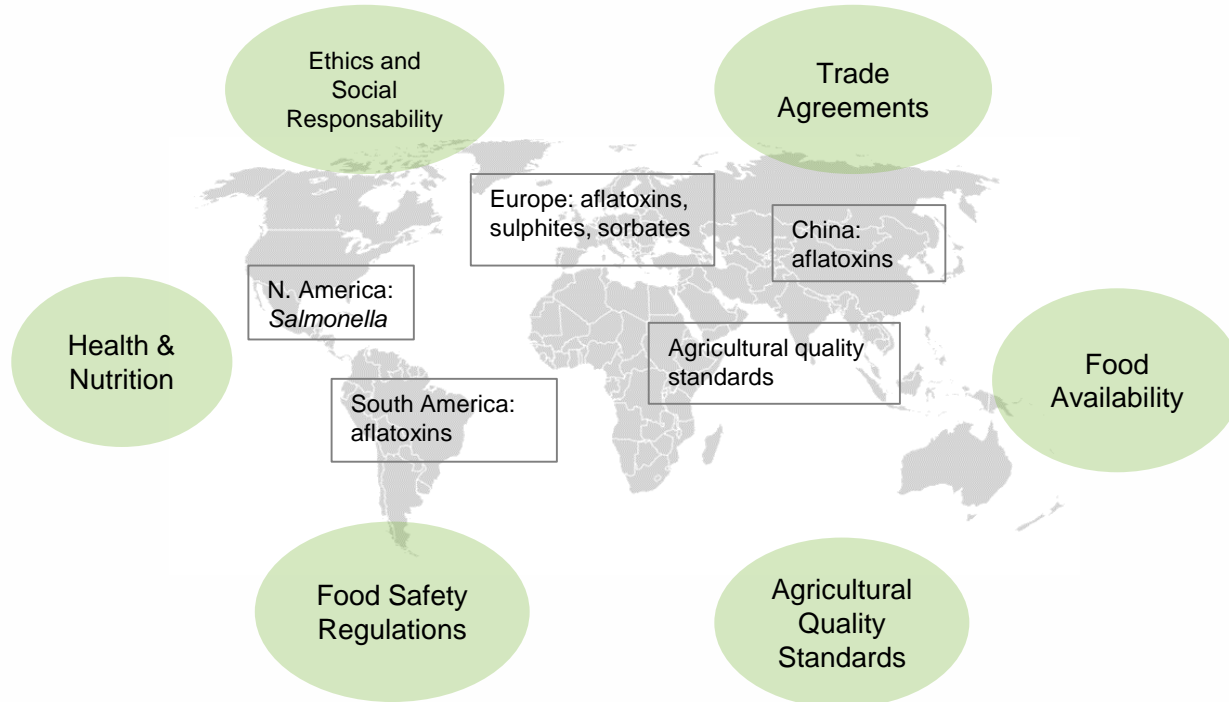 Ethics and
Social
Responsability
Trade
Agreements
Europe: aflatoxins,
sulphites, sorbates
China:
aflatoxins
N. America:
Salmonella
Health &
Nutrition
Agricultural quality
standards
Food
Availability
South America:
aflatoxins
Food Safety
Regulations
Agricultural
Quality
Standards